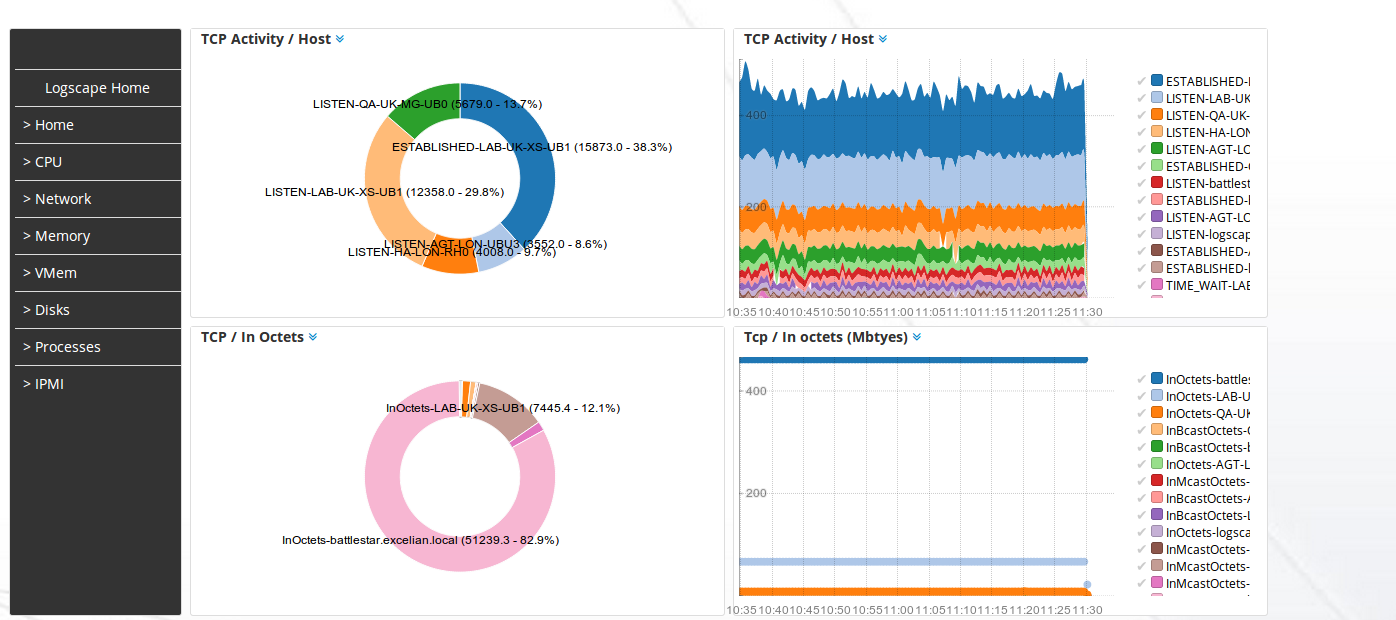 Logscape Home
> Home
> CPU
> Network
> Memory
> VMem
> Disks
> Processes
> IPMI
TCP Activity / Host
LISTEN-QA-UK-MG-UB0 (5679.0 - 13.7%)
ESTABLISHED-LAB-UK-XS-UB1 (15873.0 - 38.3%)
LISTEN-LAB-UK-XS-UB1 (12358.0 - 29.8%)
LISTEN-AGT-LON-UBU3 (3552.0 - 8.6%)
LISTEN-HA-LON-RH0 (4008.0 - 9.7%)
TCP Activity / Host
400
200
10:35 10:40 10:45 10:50 10:55 11:00 11:05 11:10 11:15 11:20 11:25 11:30
ESTABLISHED-
LISTEN-LAB-UK
LISTEN-QA-UK-
LISTEN-HA-LON
LISTEN-AGT-LO
ESTABLISHED-
LISTEN-battlest
ESTABLISHED-
LISTEN-AGT-LO
LISTEN-logscap
ESTABLISHED-
ESTABLISHED-
TIME_WAIT-LAB
TCP / In Octets
InOctets-LAB-UK-XS-UB1 (7445.4 - 12.1%)
InOctets-battlestar.excelian.local (51239.3 - 82.9%)
Tcp / In octets (Mbtyes)
400
200
10:35 10:40 10:45 10:50 10:55 11:00 11:05 11:10 11:15 11:20 11:25 11:30
InOctets-battles
InOctets-LAB-U
InOctets-QA-UK
InBcastOctets-
InBcastOctets-
InOctets-AGT-L
InMcastOctets-
InBcastOctets-
InBcastOctets-
InOctets-logsca
InMcastOctets-
InMcastOctets-
InMcastOctets-